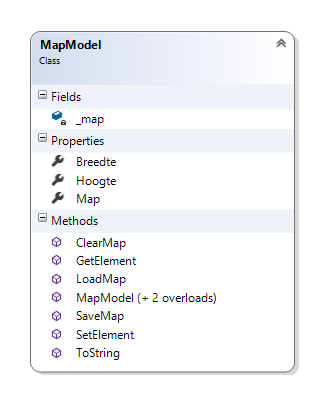 MapModel
Class
Fields
_map
Properties
Breedte
Hoogte
Map
Methods
ClearMap
GetElement
LoadMap
MapModel (+ 2 overloads)
SaveMap
SetElement
ToString